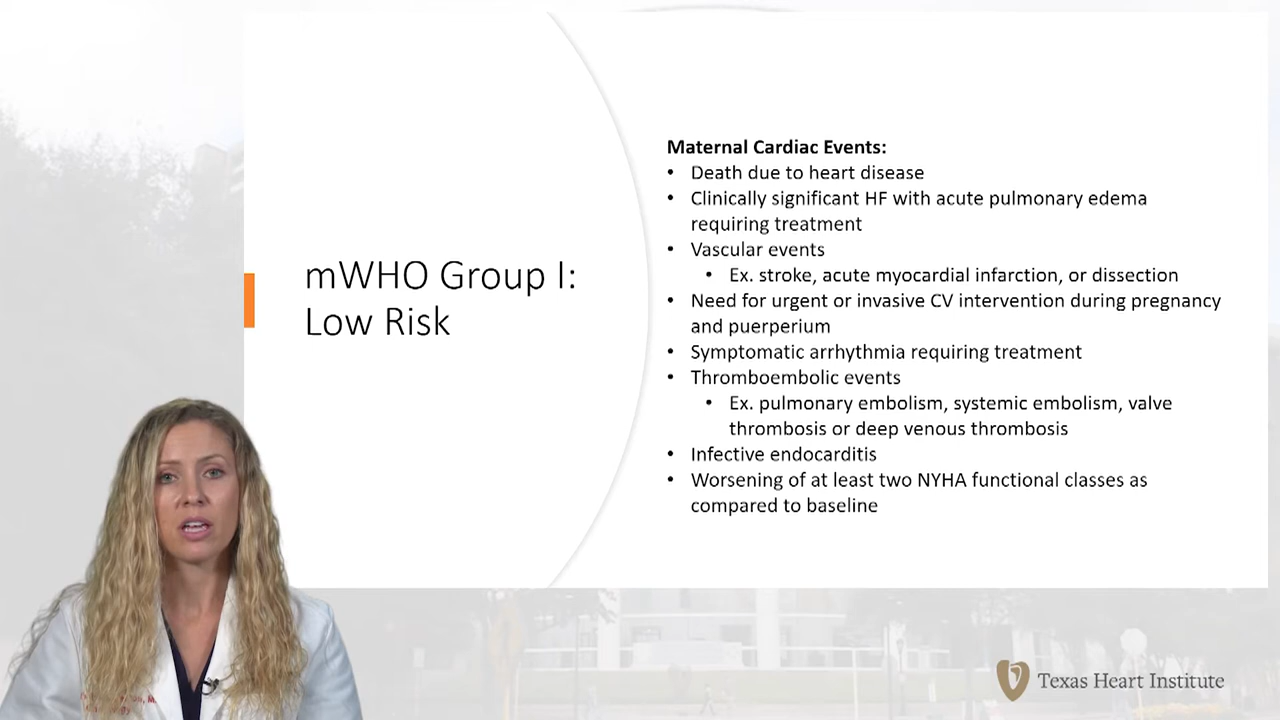 mWHO Group I:
Low Risk
Maternal Cardiac Events:
• Death due to heart disease
• Clinically significant HF with acute pulmonary edema
requiring treatment
• Vascular events
• Ex. stroke, acute myocardial infarction, or dissection
• Need for urgent or invasive CV intervention during pregnancy
and puerperium
• Symptomatic arrhythmia requiring treatment
• Thromboembolic events
• Ex. pulmonary embolism, systemic embolism, valve
thrombosis or deep venous thrombosis
• Infective endocarditis
• Worsening of at least two NYHA functional classes as
compared to baseline
Texas Heart Institute